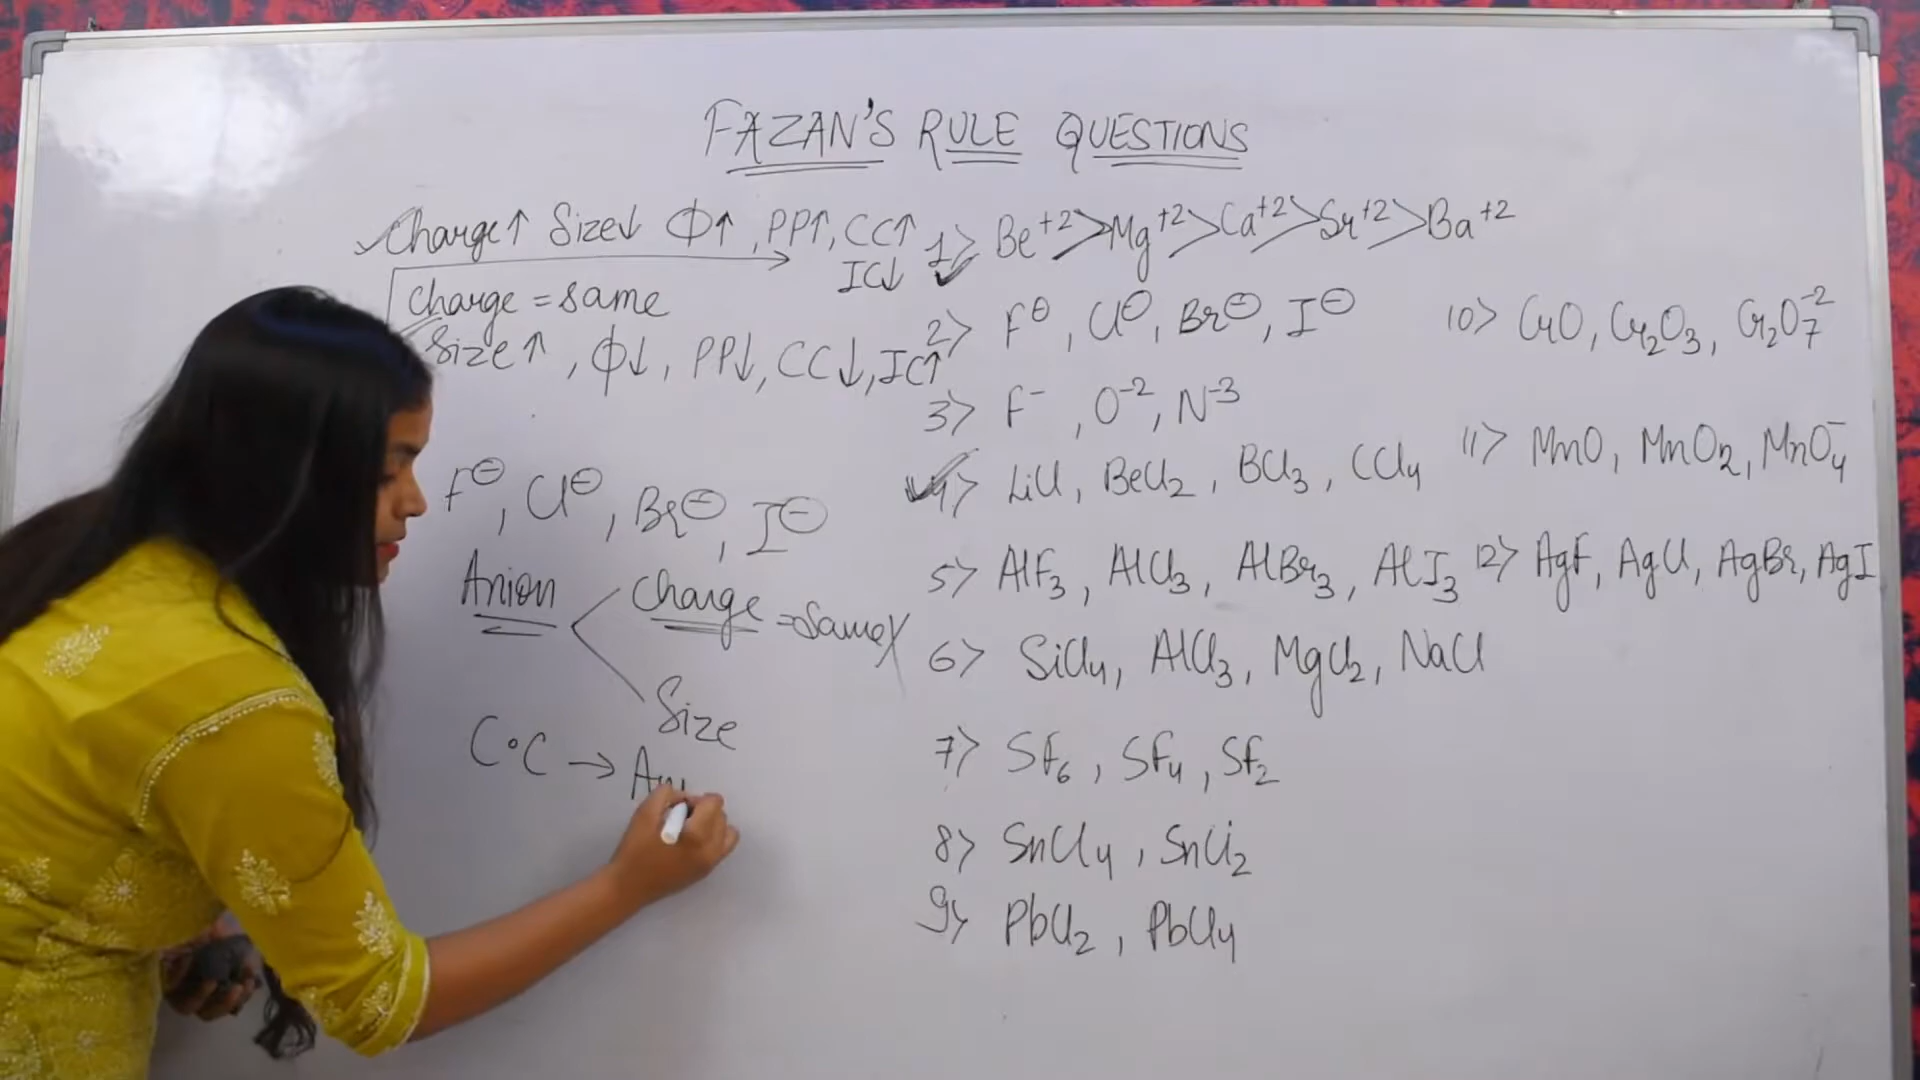 FAZAN'S RULE QUESTIONS
Charge↑ Size↓ Φ↑, PP↑, CC↑
IC↓
Charge = same
Size↑, Φ↓, PP↓, CC↓, IC↑
F⊖, Cl⊖, Br⊖, I⊖
Anion
Charge = Same
Size
C∘C →
1> Be+2 > Mg+2 > Ca+2 > Sr+2 > Ba+2
2> F⊖, Cl⊖, Br⊖, I⊖
3> F-, O-2, N-3
4> LiCl, BeCl2, BCl3, CCl4
5> AlF3, AlCl3, AlBr3, AlI3
6> SiCl4, AlCl3, MgCl2, NaCl
7> SF6, SF4, SF2
8> SnCl4, SnCl2
9> PbCl2, PbCl4
10> CrO, Cr2O3, Cr2O7-2
11> MnO, MnO2, MnO4-
12> AgF, AgCl, AgBr, AgI